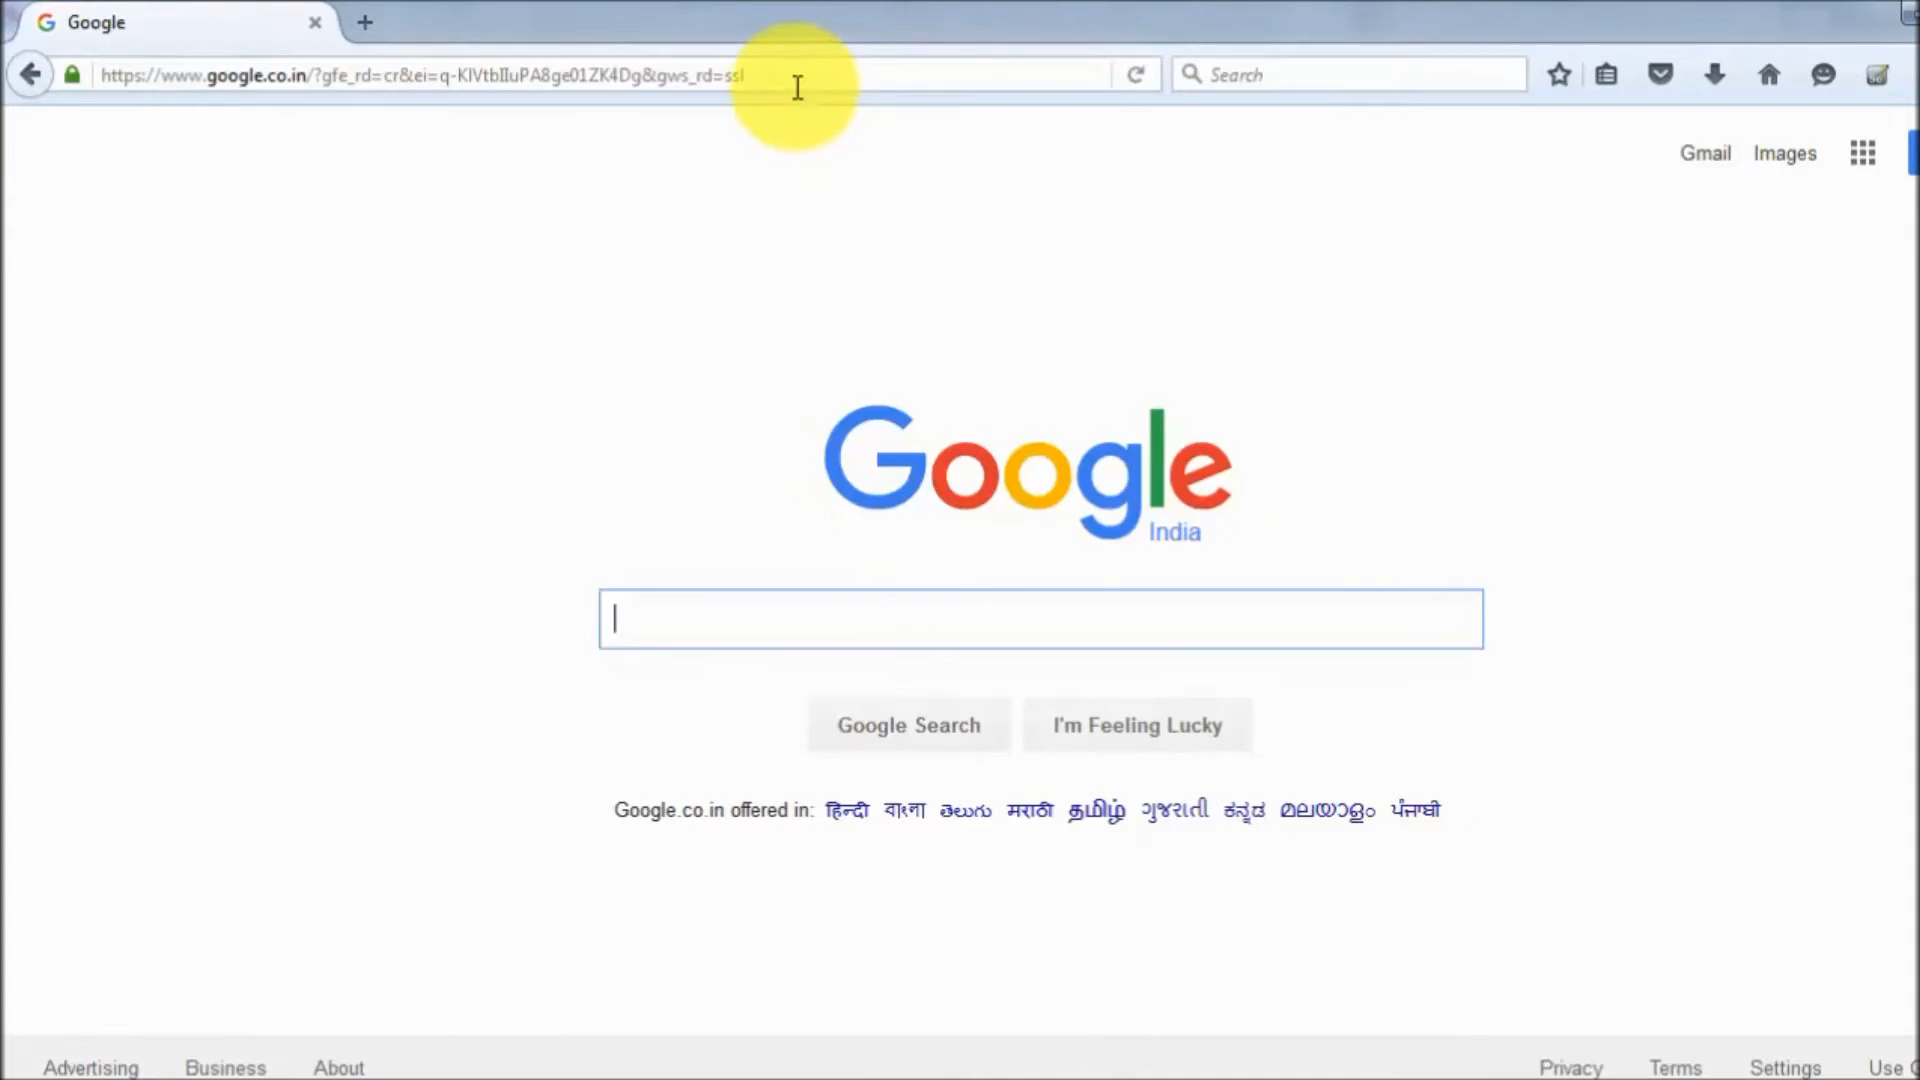 Google
https://www.google.co.in/?gfe_rd=cr&ei=q-KlVtbIIuPA8ge01ZK4Dg&gws_rd=ssl
Search
Gmail Images
Google
India
Google Search I'm Feeling Lucky
Google.co.in offered in: हिन्दी বাংলা తెలుగు मराठी தமிழ் ગુજરાતી ಕನ್ನಡ മലയാളം ਪੰਜਾਬੀ
Advertising Business About Privacy Terms Settings Use